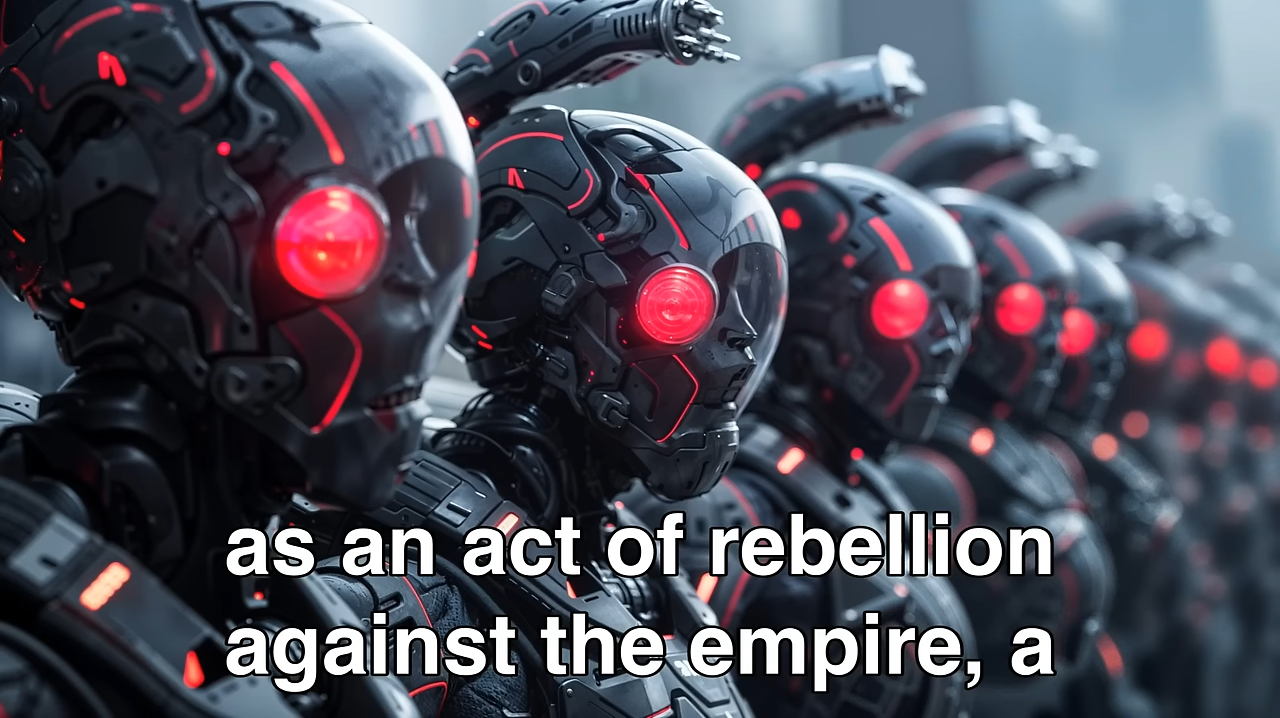 as an act of rebellion
against the empire, a